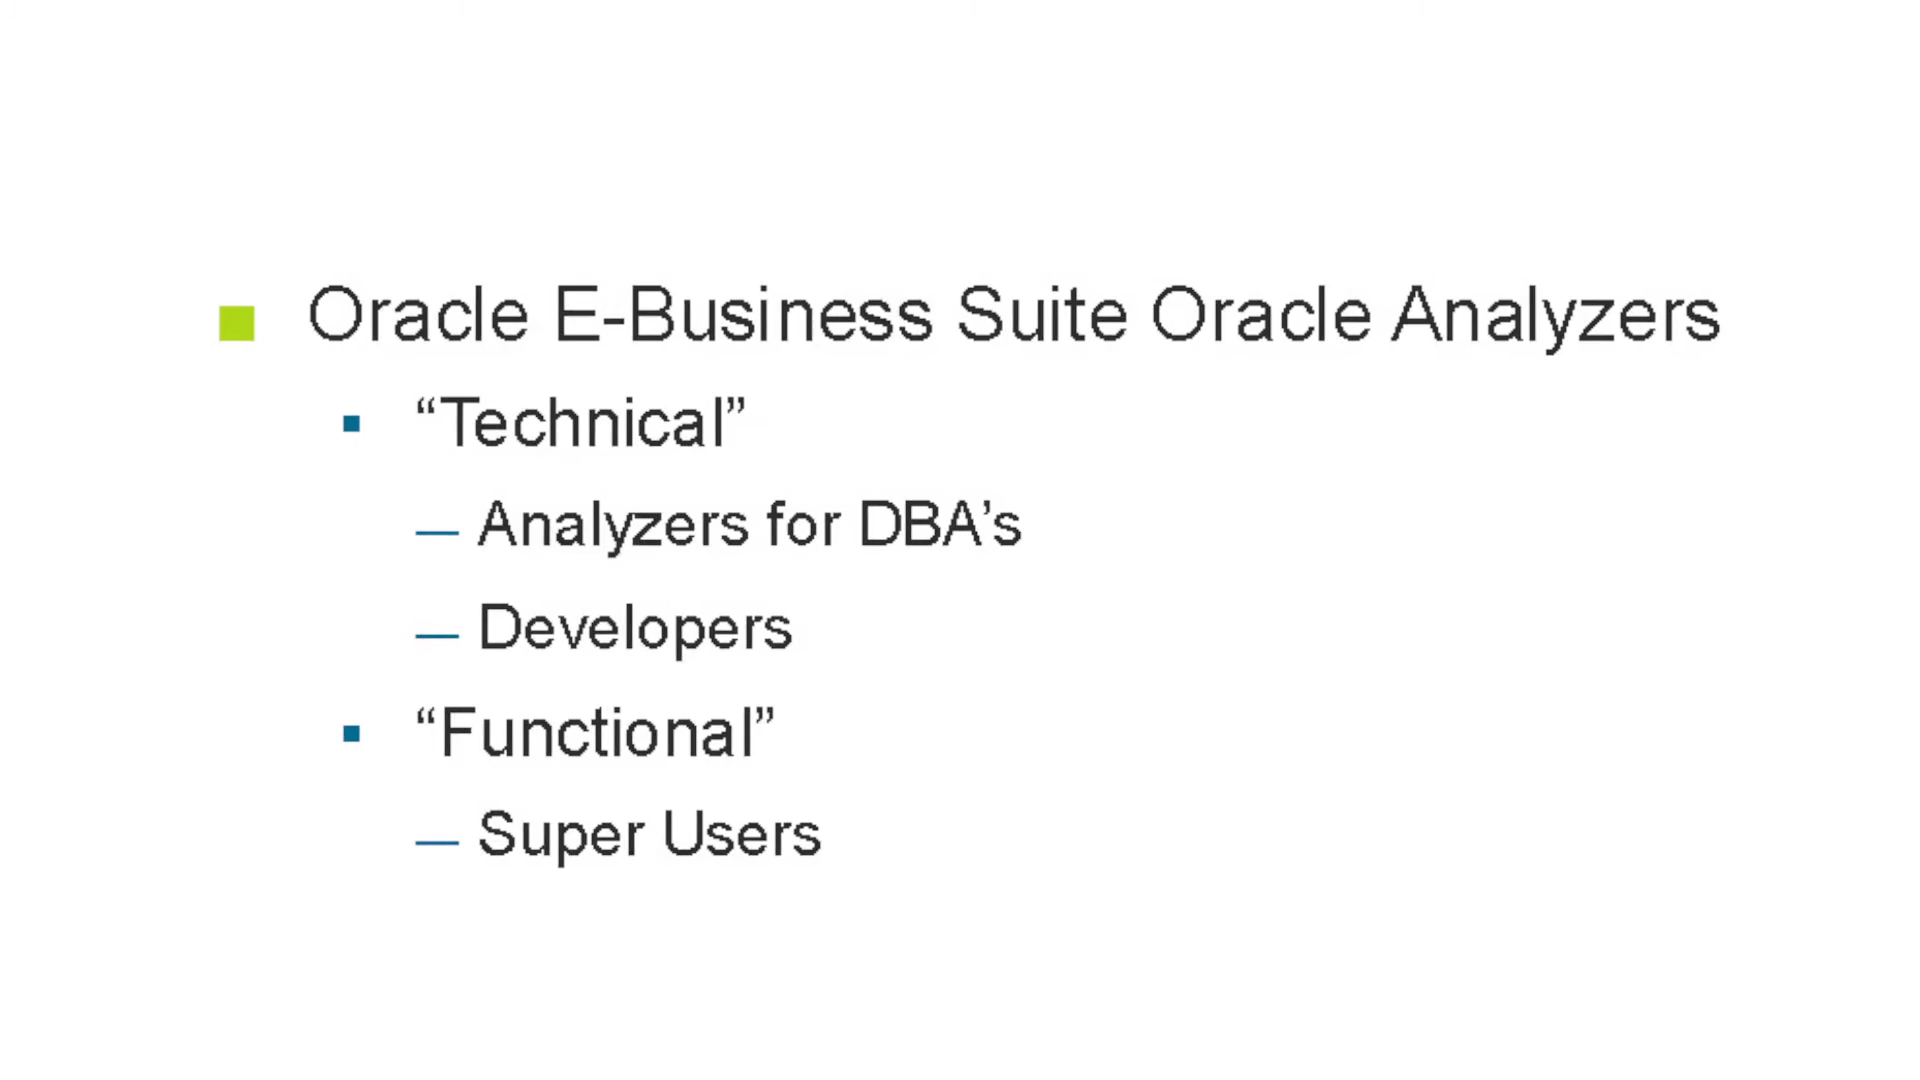 Oracle E-Business Suite Oracle Analyzers
“Technical”
— Analyzers for DBA’s
— Developers
“Functional”
— Super Users